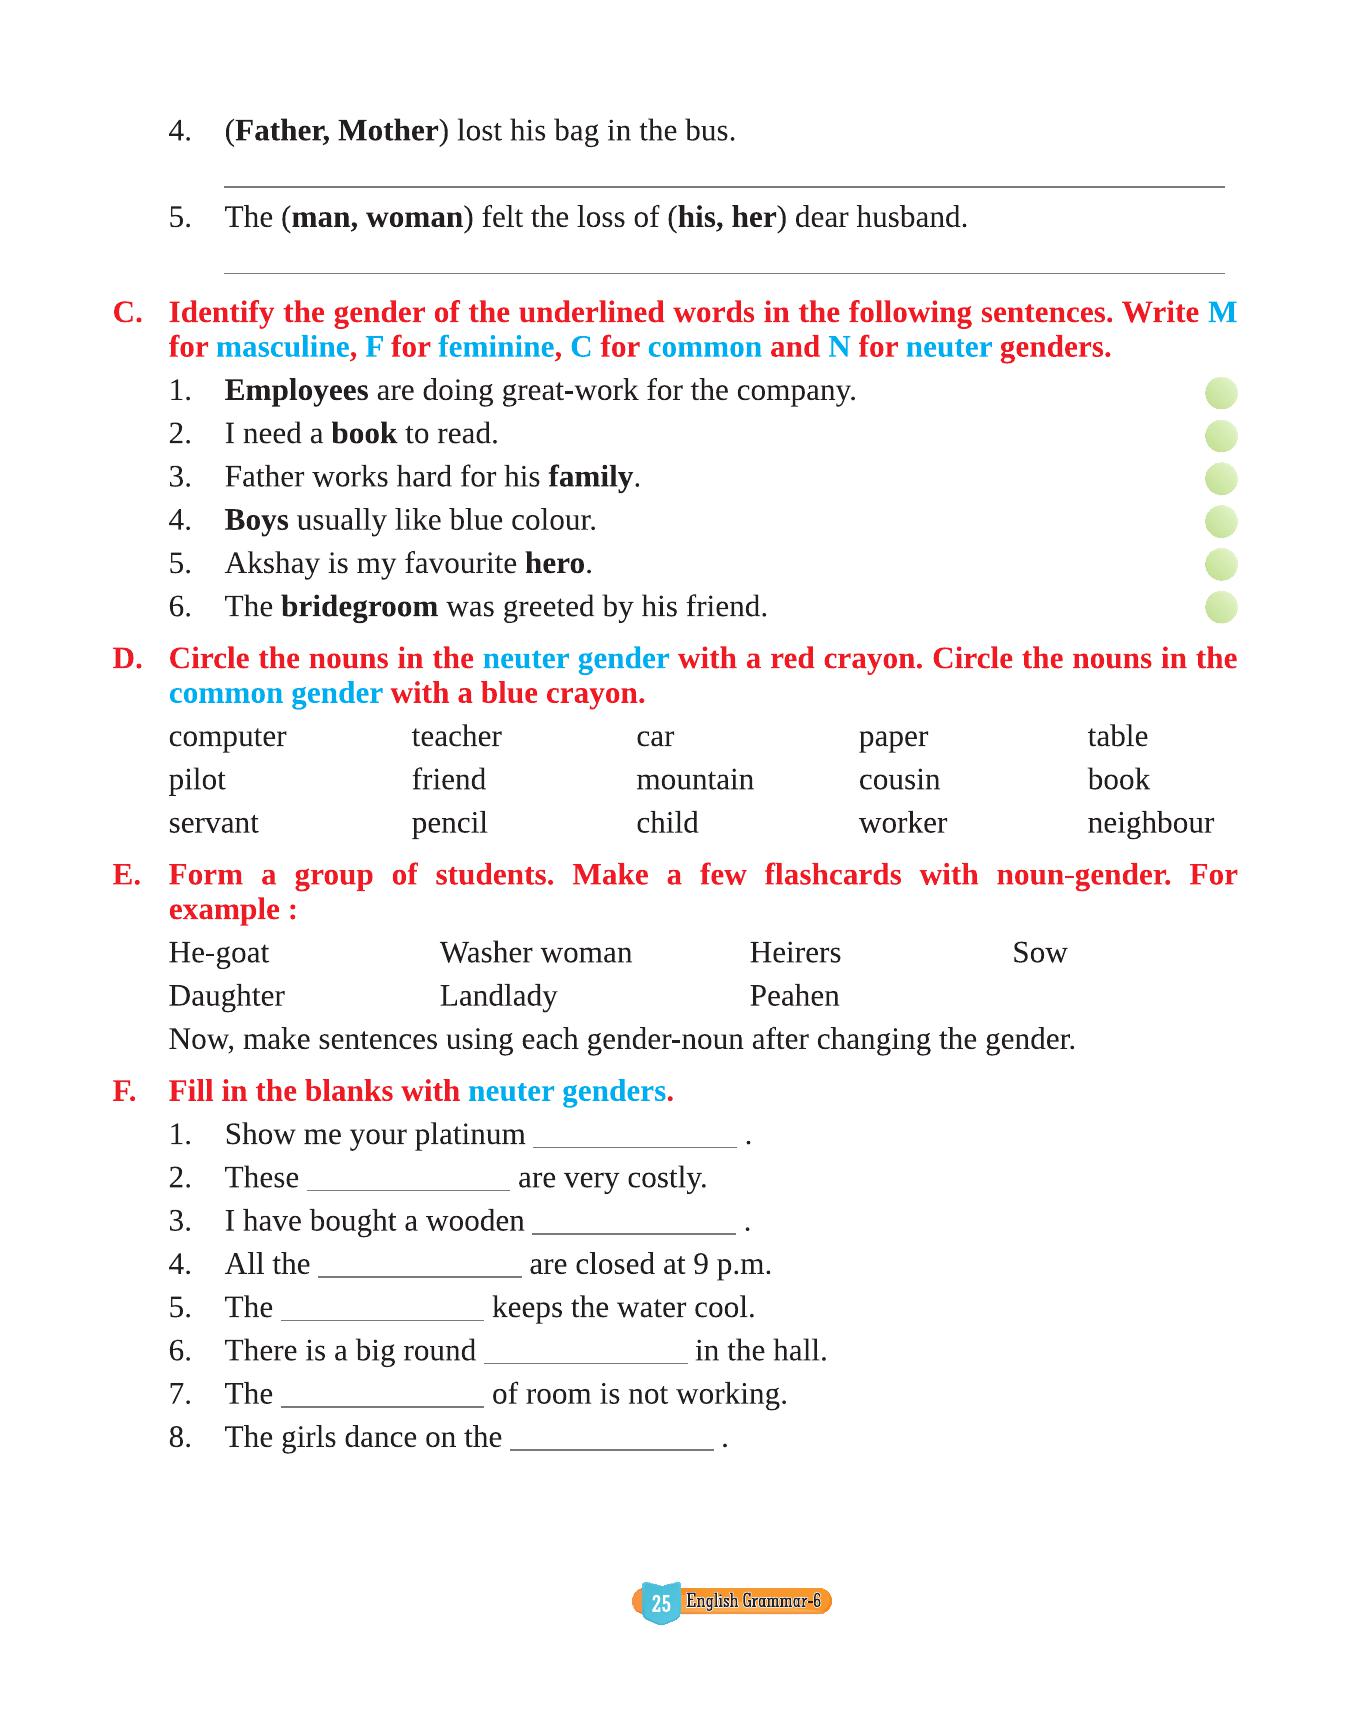 4. (Father, Mother) lost his bag in the bus.
5. The (man, woman) felt the loss of (his, her) dear husband.
C. Identify the gender of the underlined words in the following sentences. Write M
for masculine, F for feminine, C for common and N for neuter genders.
1. Employees are doing great-work for the company.
2. I need a book to read.
3. Father works hard for his family.
4. Boys usually like blue colour.
5. Akshay is my favourite hero.
6. The bridegroom was greeted by his friend.
D. Circle the nouns in the neuter gender with a red crayon. Circle the nouns in the
common gender with a blue crayon.
computer teacher car paper table
pilot friend mountain cousin book
servant pencil child worker neighbour
E. Form a group of students. Make a few flashcards with noun-gender. For
example :
He-goat Washer woman Heirers Sow
Daughter Landlady Peahen
Now, make sentences using each gender-noun after changing the gender.
F. Fill in the blanks with neuter genders.
1. Show me your platinum ____________ .
2. These ____________ are very costly.
3. I have bought a wooden ____________ .
4. All the ____________ are closed at 9 p.m.
5. The ____________ keeps the water cool.
6. There is a big round ____________ in the hall.
7. The ____________ of room is not working.
8. The girls dance on the ____________ .
25 English Grammar-6